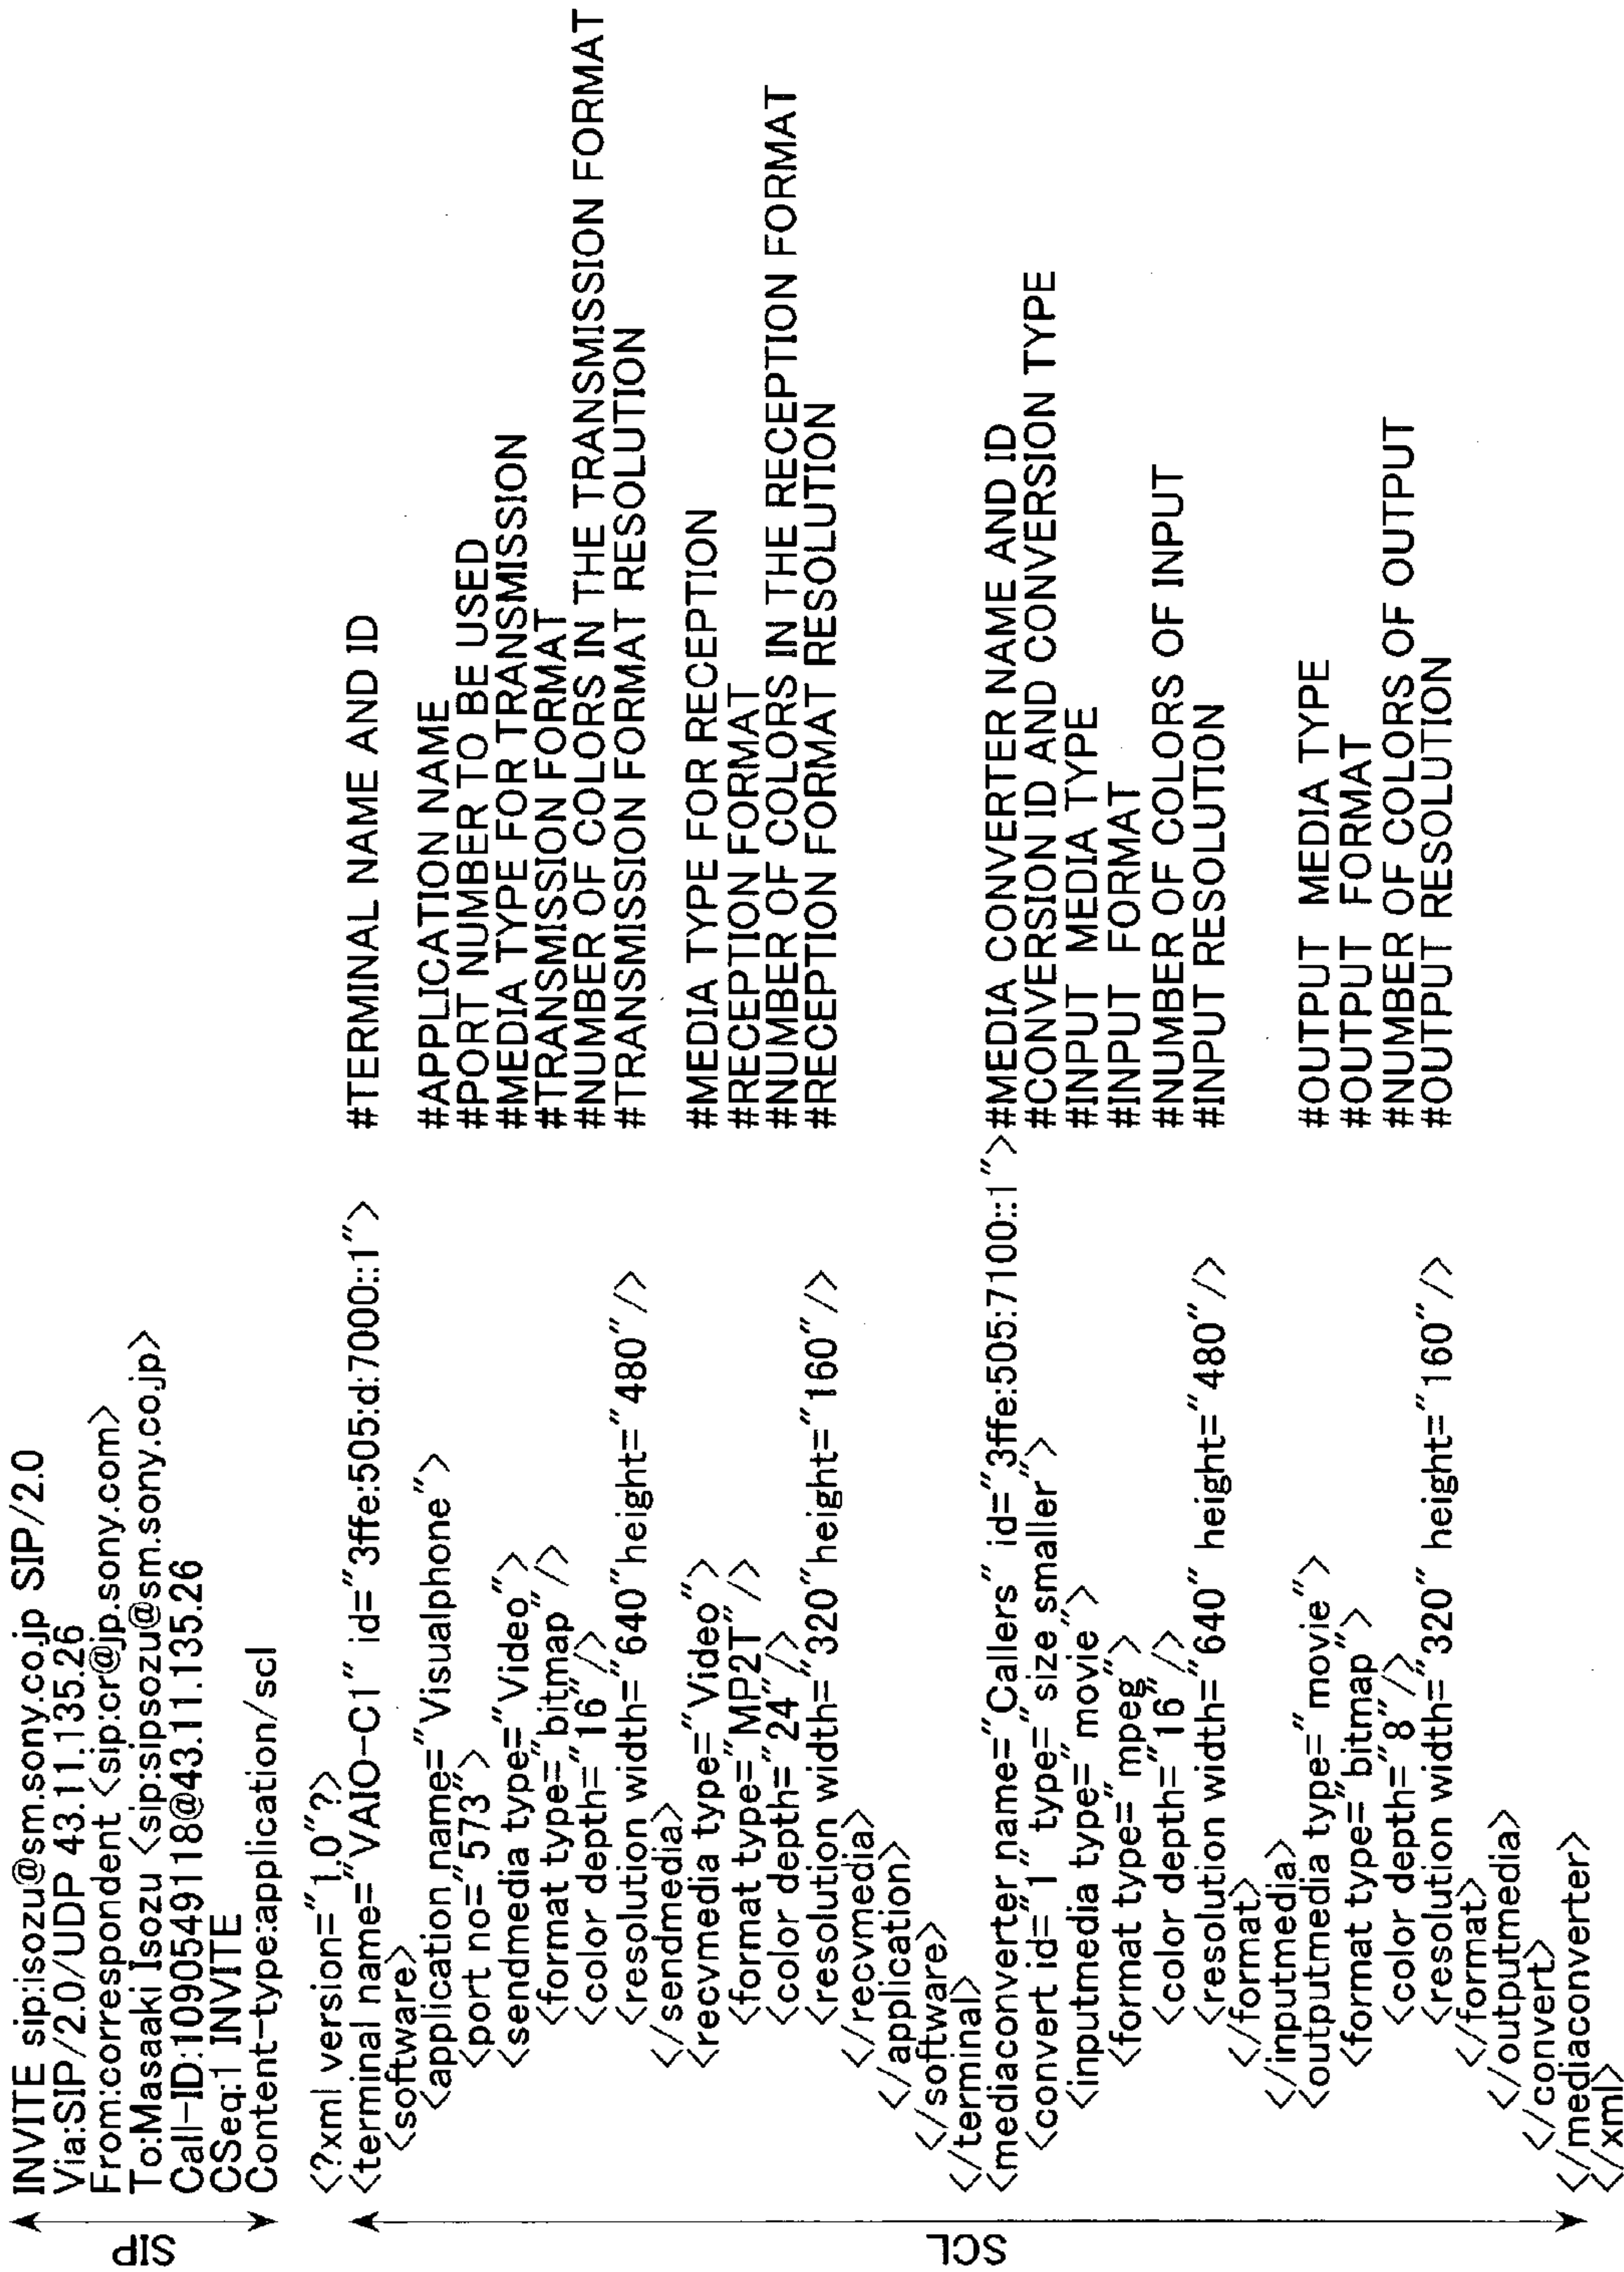 SIP
INVITE sip:isozu@sm.sony.co.jp SIP/2.0
Via:SIP/2.0/UDP 43.11.135.26
From:correspondent <sip:cr@jp.sony.com>
To:Masaaki Isozu <sip:sipsozu@sm.sony.co.jp>
Call-ID:10905491118@43.11.135.26
CSeq:1 INVITE
Content-type:application/scl
SCL
<?xml version="1.0"?>
<terminal name="VAIO-C1" id="3ffe:505:d:7000::1"> #TERMINAL NAME AND ID
<software>
<application name="Visualphone"> #APPLICATION NAME
<port no="573"> #PORT NUMBER TO BE USED
<sendmedia type="Video"> #MEDIA TYPE FOR TRANSMISSION
<format type="bitmap"/> #TRANSMISSION FORMAT
<color depth="16"/> #NUMBER OF COLORS IN THE TRANSMISSION FORMAT
<resolution width="640"height="480"/> #TRANSMISSION FORMAT RESOLUTION
</sendmedia>
<recvmedia type="Video"> #MEDIA TYPE FOR RECEPTION
<format type="MP2T"/> #RECEPTION FORMAT
<color depth="24"/> #NUMBER OF COLORS IN THE RECEPTION FORMAT
<resolution width="320"height="160"/> #RECEPTION FORMAT RESOLUTION
</recvmedia>
</application>
</software>
</terminal>
<mediaconverter name="Callers" id="3ffe:505:7100::1"> #MEDIA CONVERTER NAME AND ID
<convert id="1" type="size smaller"> #CONVERSION ID AND CONVERSION TYPE
<inputmedia type="movie"> #INPUT MEDIA TYPE
<format type="mpeg"> #INPUT FORMAT
<color depth="16"/> #NUMBER OF COLORS OF INPUT
<resolution width="640" height="480"/> #INPUT RESOLUTION
</format>
</inputmedia>
<outputmedia type="movie"> #OUTPUT MEDIA TYPE
<format type="bitmap"> #OUTPUT FORMAT
<color depth="8"/> #NUMBER OF COLORS OF OUTPUT
<resolution width="320" height="160"/> #OUTPUT RESOLUTION
</format>
</outputmedia>
</convert>
</mediaconverter>
</xml>